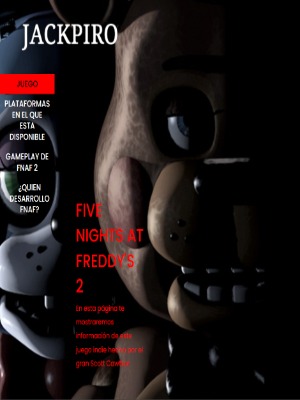 JACKPIRO
JUEGO
PLATAFORMAS
EN EL QUE
ESTA
DISPONIBLE
GAMEPLAY DE
FNAF 2
¿QUIEN
DESARROLLO
FNAF?
FIVE
NIGHTS AT
FREDDY'S
2
En esta página te
mostraremos
información de este
juego indie hecho por el
gran Scott Cawthon